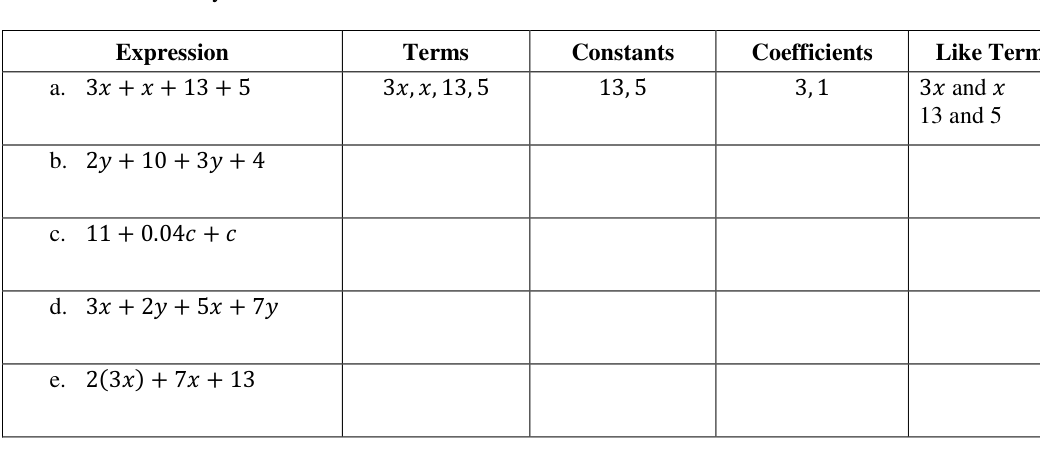 Expression Terms Constants Coefficients Like Term
a. 3𝑥 + 𝑥 + 13 + 5 3𝑥, 𝑥, 13, 5 13, 5 3, 1 3𝑥 and 𝑥
13 and 5
b. 2𝑦 + 10 + 3𝑦 + 4
c. 11 + 0.04𝑐 + 𝑐
d. 3𝑥 + 2𝑦 + 5𝑥 + 7𝑦
e. 2(3𝑥) + 7𝑥 + 13